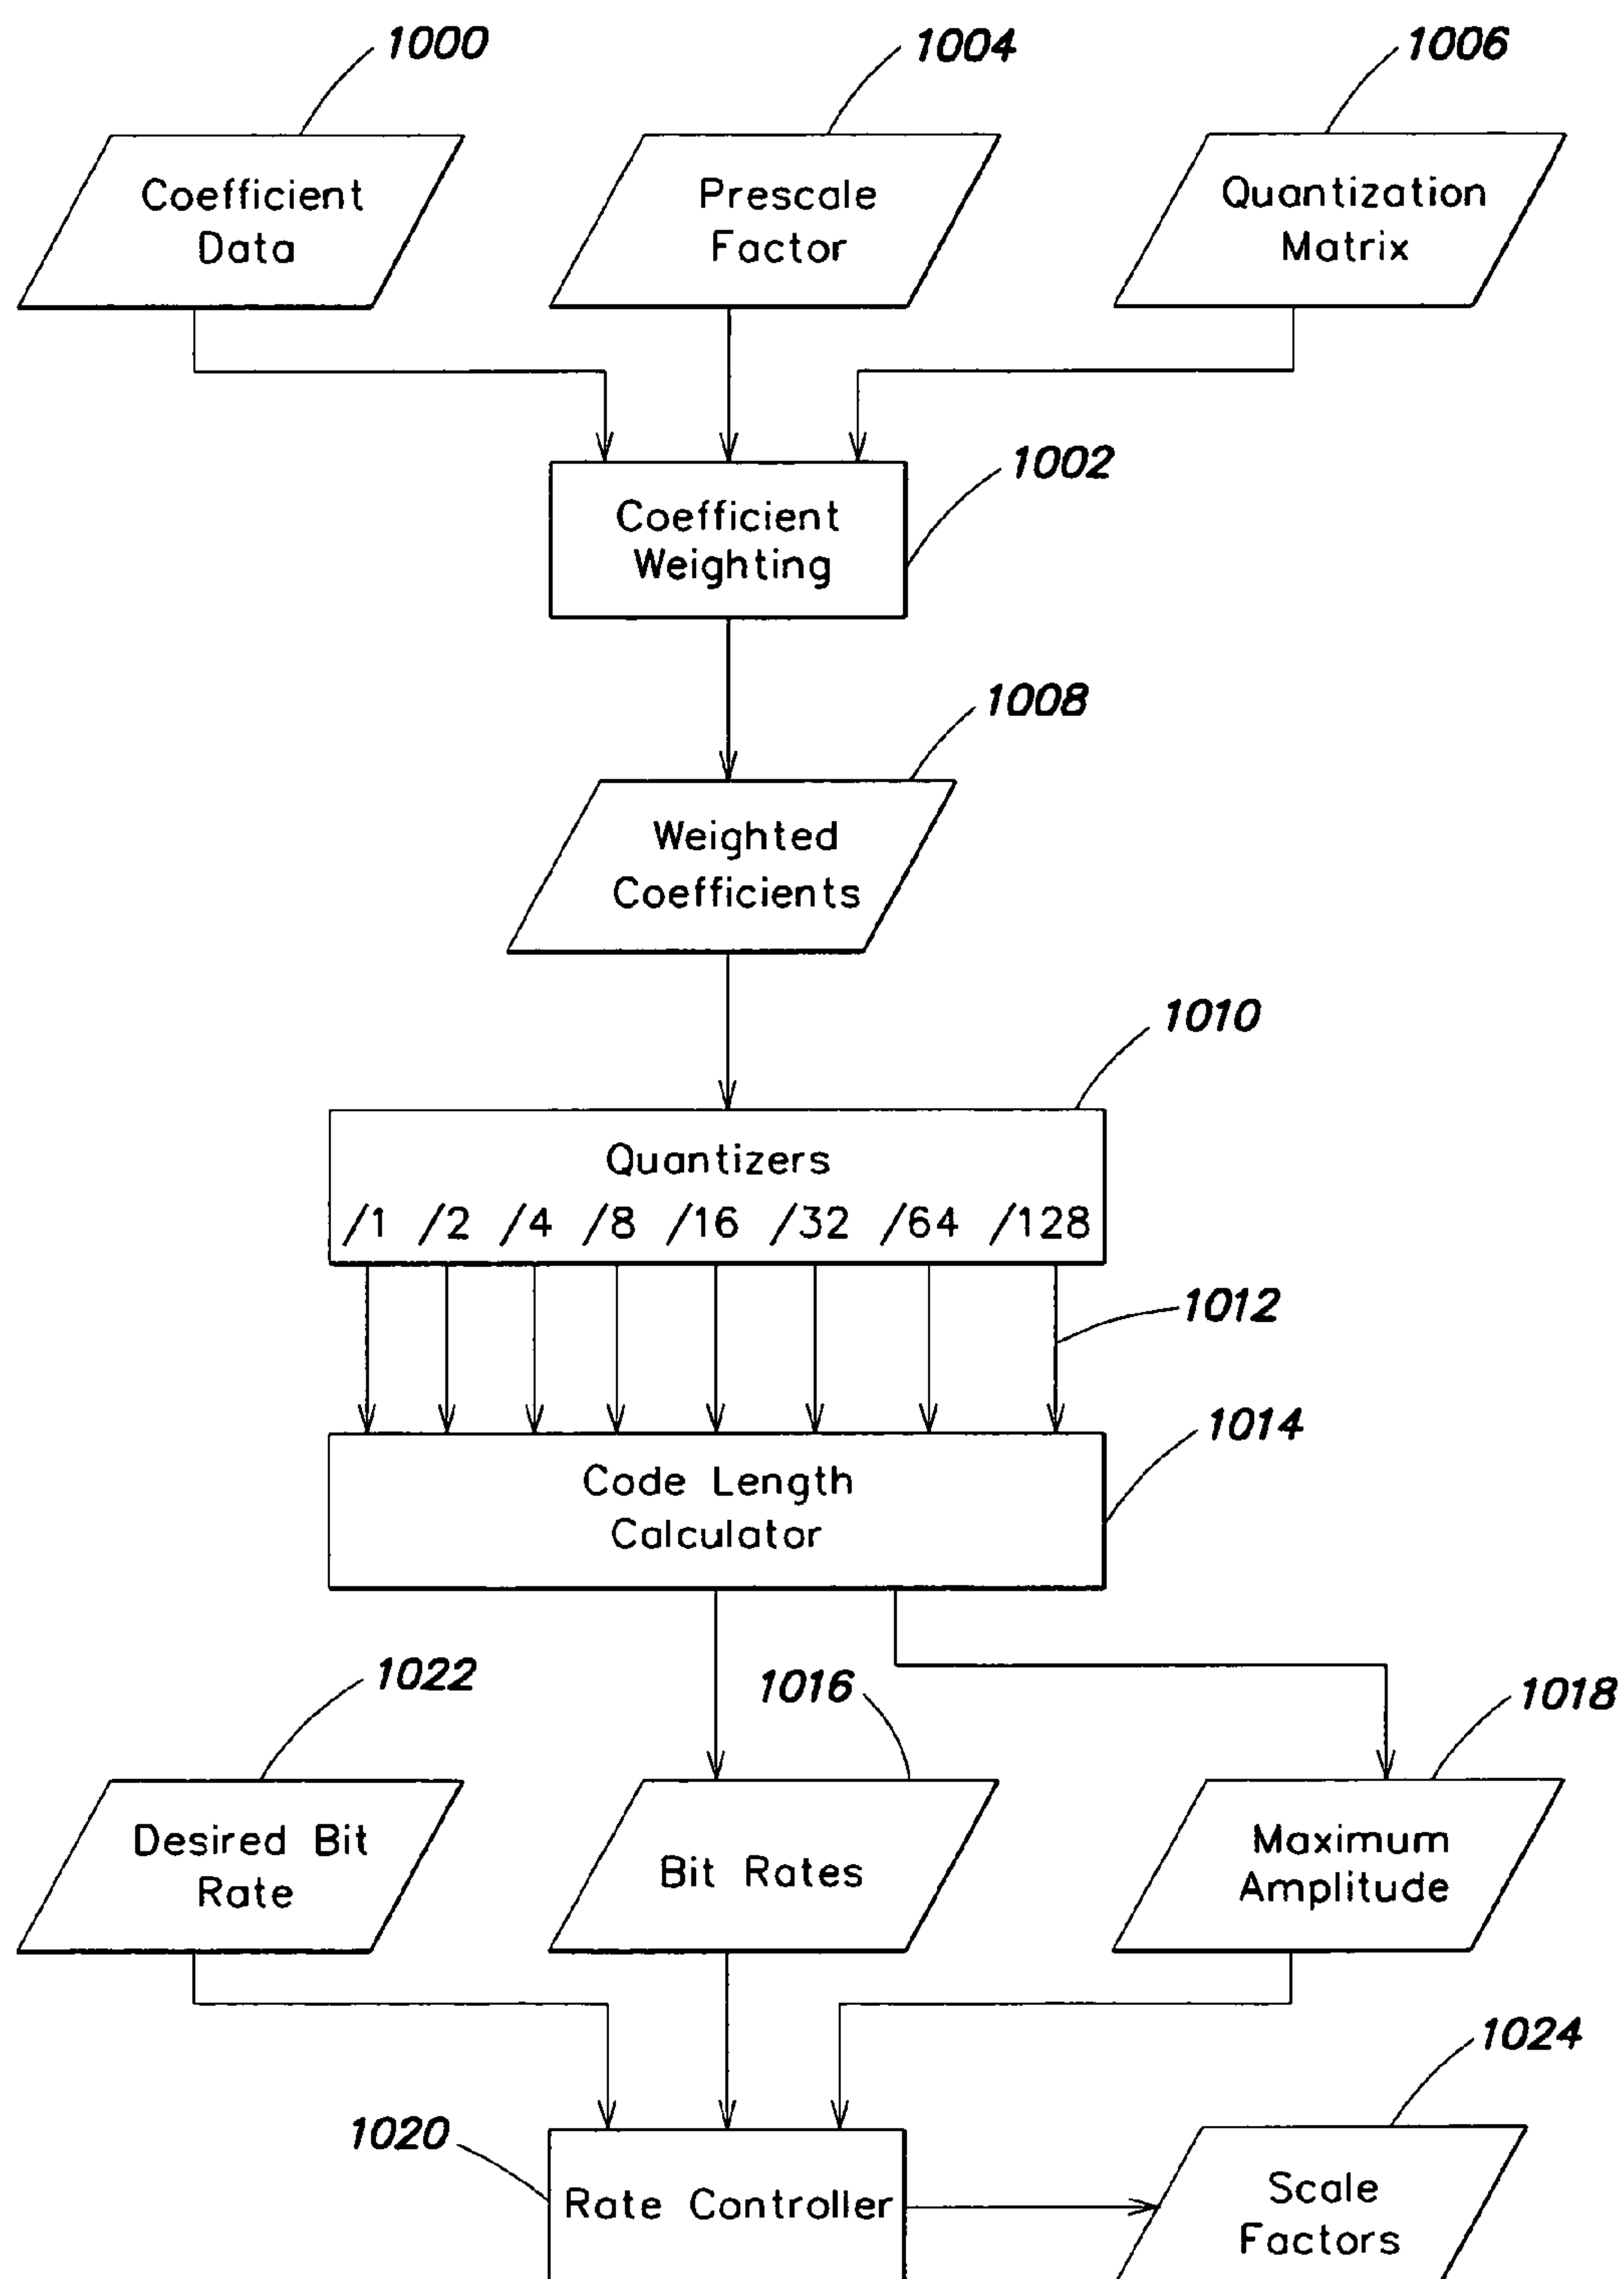 1000
1004
1006
Coefficient
Data
Prescale
Factor
Quantization
Matrix
1002
Coefficient
Weighting
1008
Weighted
Coefficients
1010
Quantizers
/1 /2 /4 /8 /16 /32 /64 /128
1012
1014
Code Length
Calculator
1022
1016
1018
Desired Bit
Rate
Bit Rates
Maximum
Amplitude
1024
1020
Rate Controller
Scale
Factors